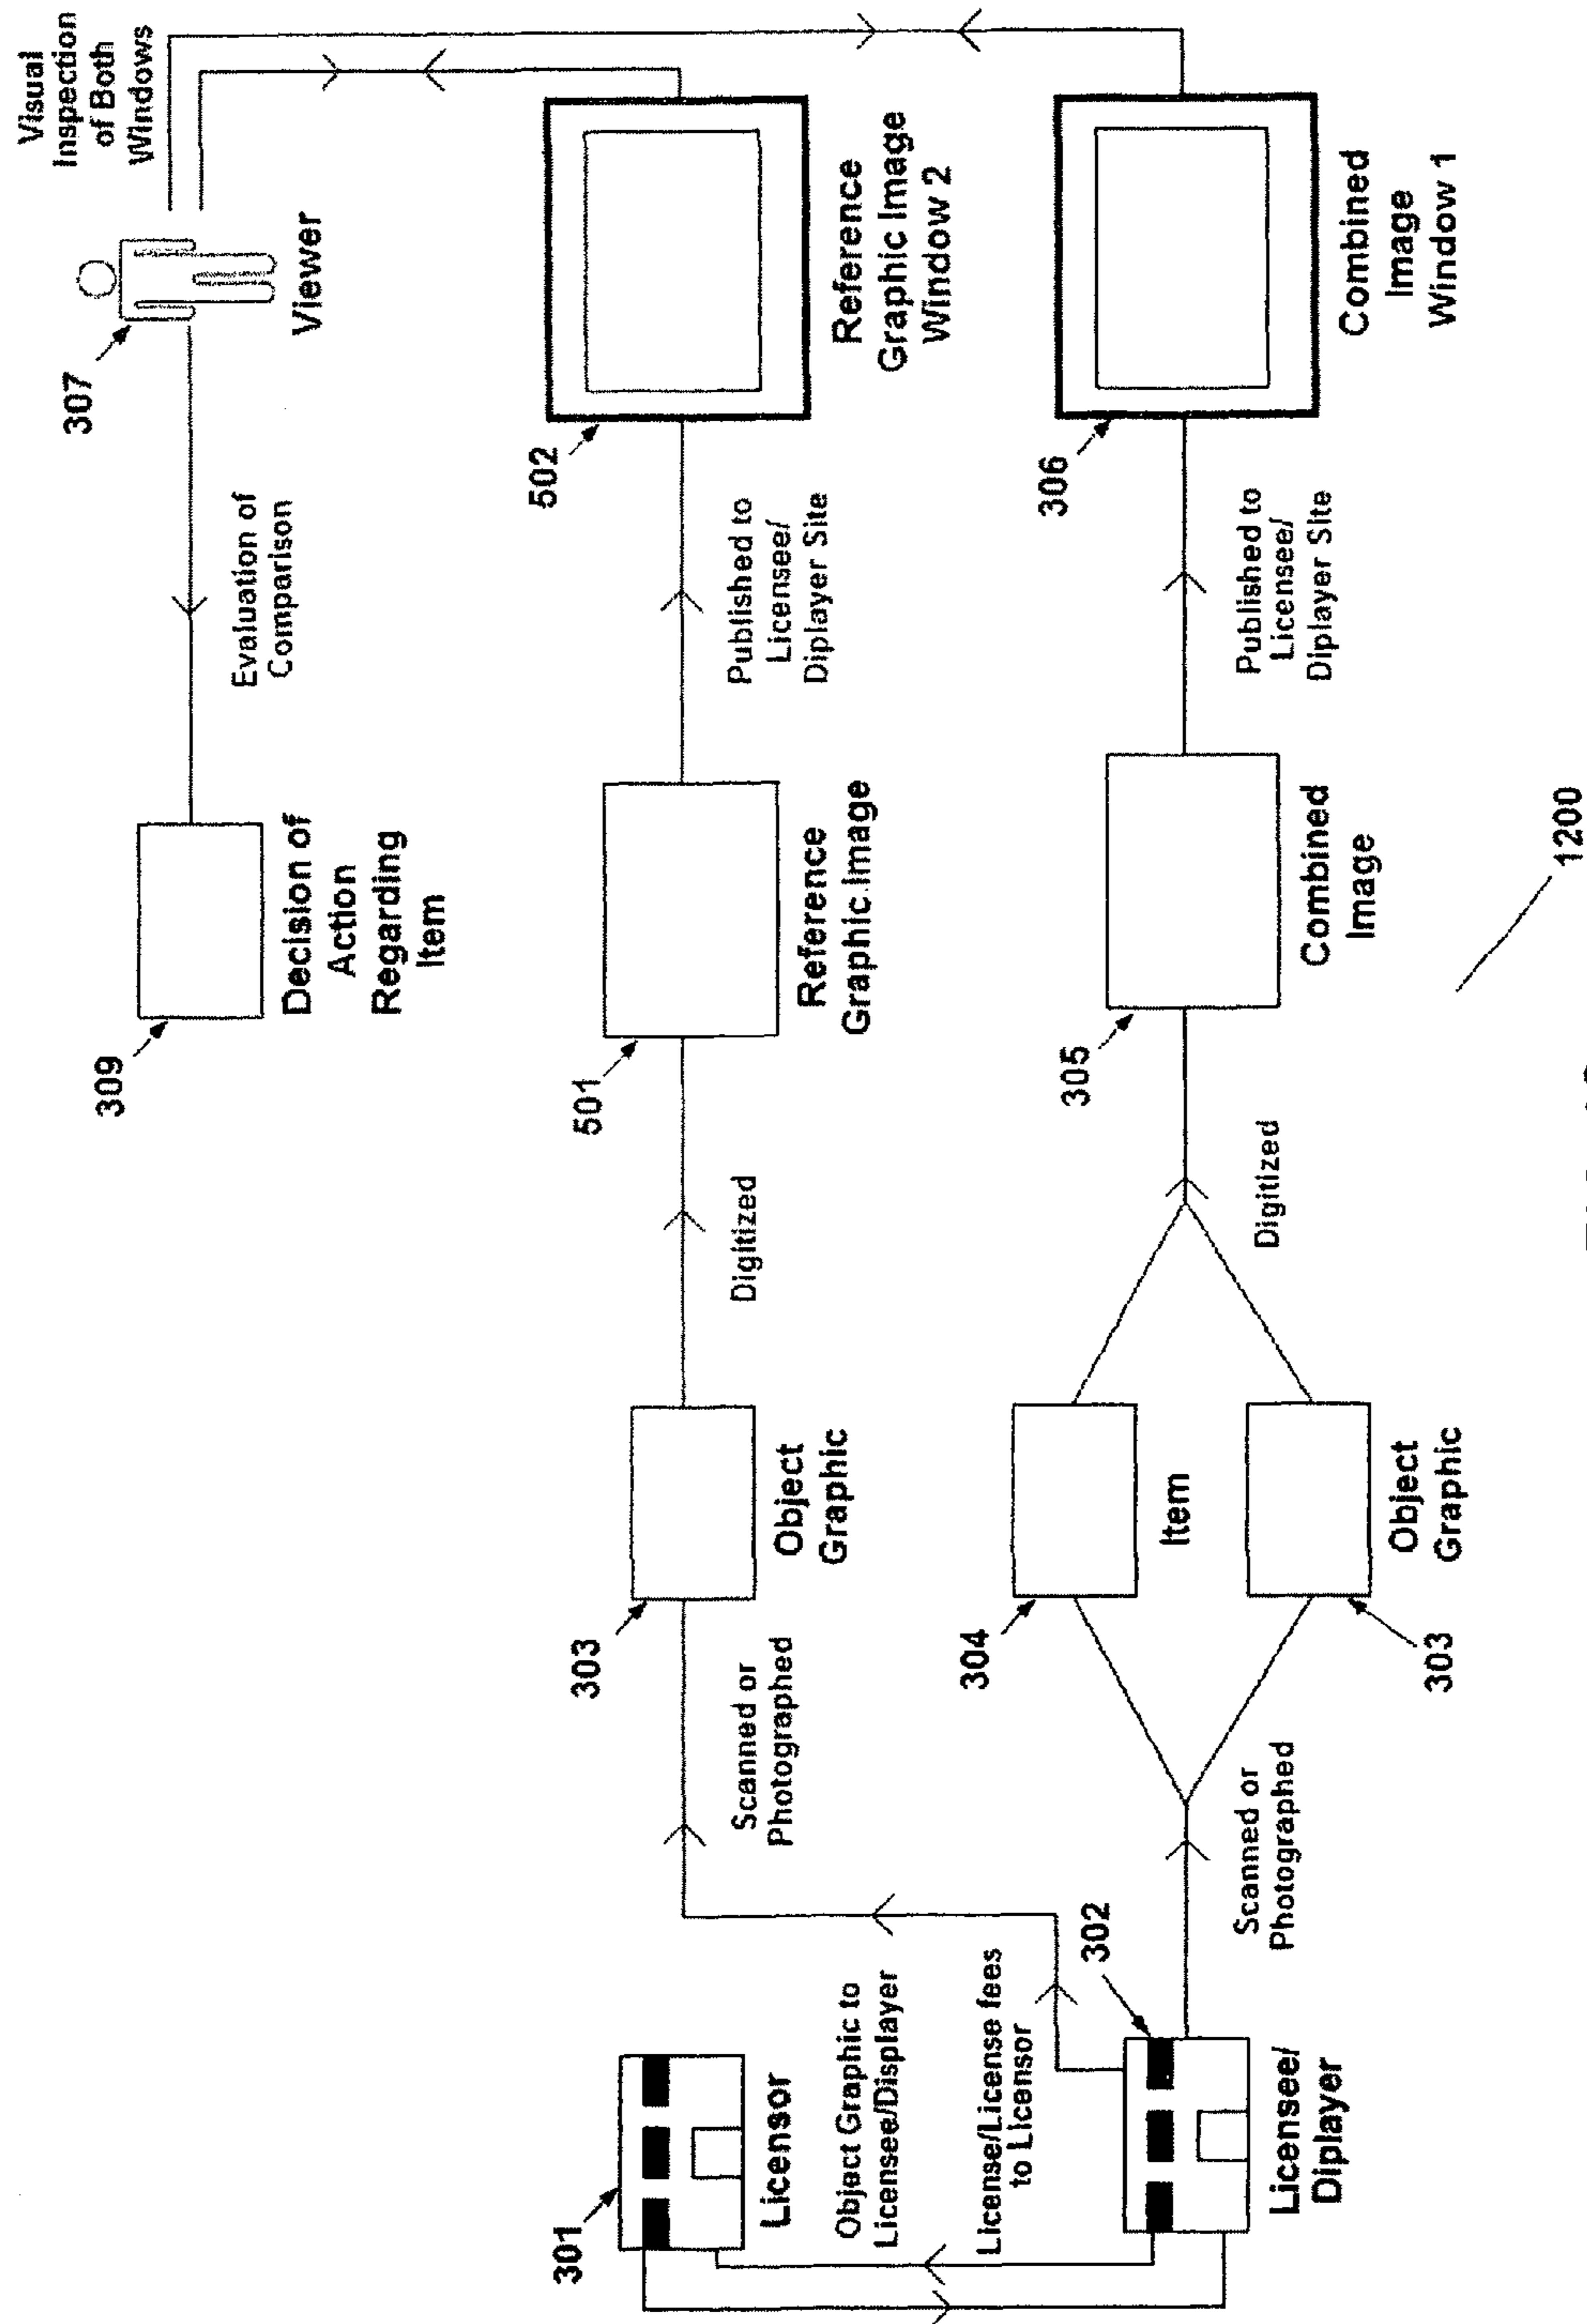 Visual
Inspection
of Both
Windows
307
Viewer
Evaluation of
Comparison
309
Decision of
Action
Regarding
Item
301
Licensor
Object Graphic to
Licensee/Displayer
License/License fees
to Licensor
302
Licensee/
Diplayer
Scanned or
Photographed
303
Object
Graphic
Digitized
501
Reference
Graphic Image
Published to
Licensee/
Diplayer Site
502
Reference
Graphic Image
Window 2
Scanned or
Photographed
304
Item
303
Object
Graphic
Digitized
305
Combined
Image
Published to
Licensee/
Diplayer Site
306
Combined
Image
Window 1
1200